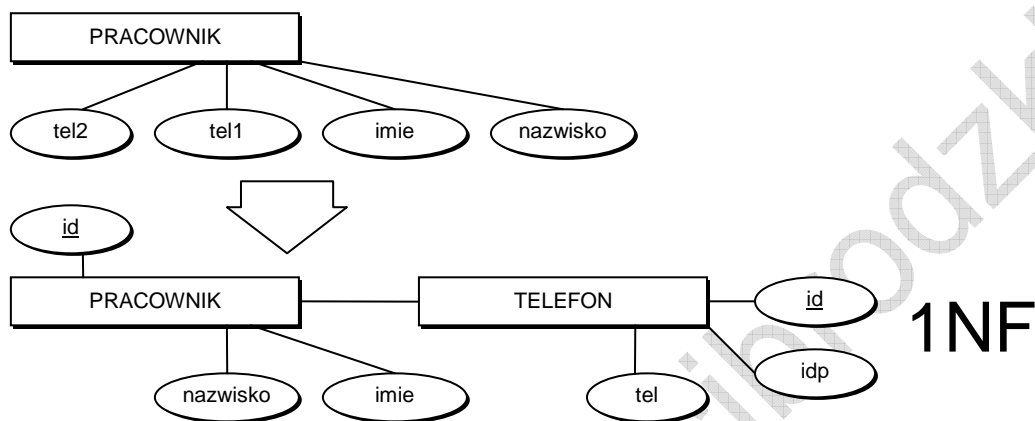 PRACOWNIK
tel2 tel1 imie nazwisko
id
PRACOWNIK TELEFON id
1NF
idp
nazwisko imie tel